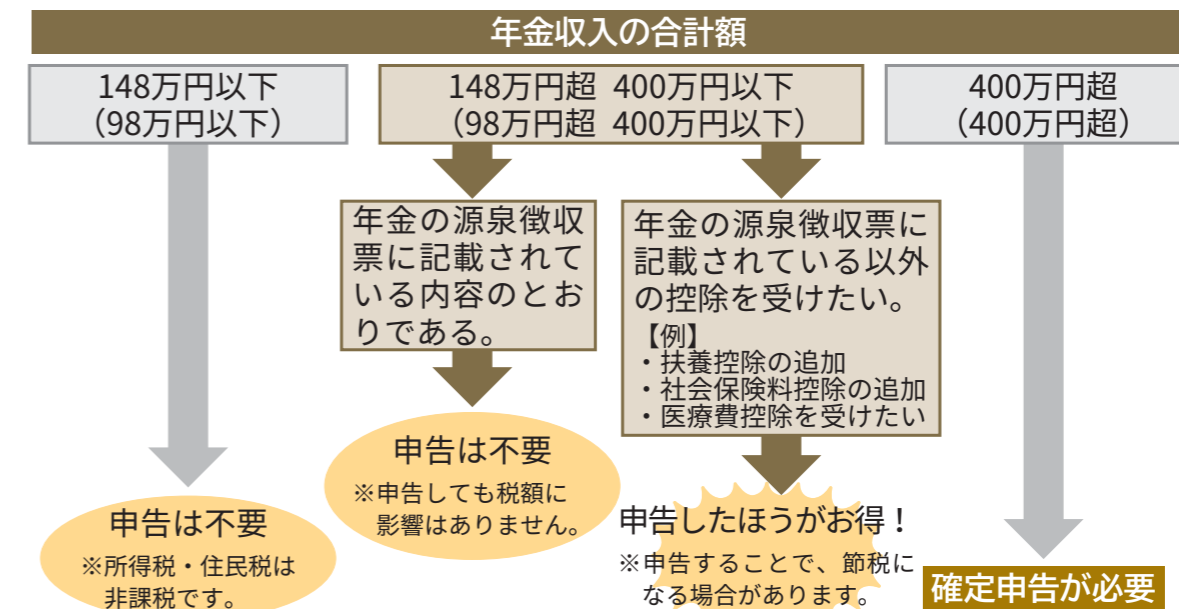 年金収入の合計額
148万円以下
（98万円以下）
148万円超 400万円以下
（98万円超 400万円以下）
400万円超
（400万円超）
年金の源泉徴収
票に記載されて
いる内容のとお
りである。
年金の源泉徴収票に
記載されている以外
の控除を受けたい。
【例】
・扶養控除の追加
・社会保険料控除の追加
・医療費控除を受けたい
申告は不要
※申告しても税額に
影響はありません。
申告は不要
※所得税・住民税は
非課税です。
申告したほうがお得！
※申告することで、節税に
なる場合があります。
確定申告が必要